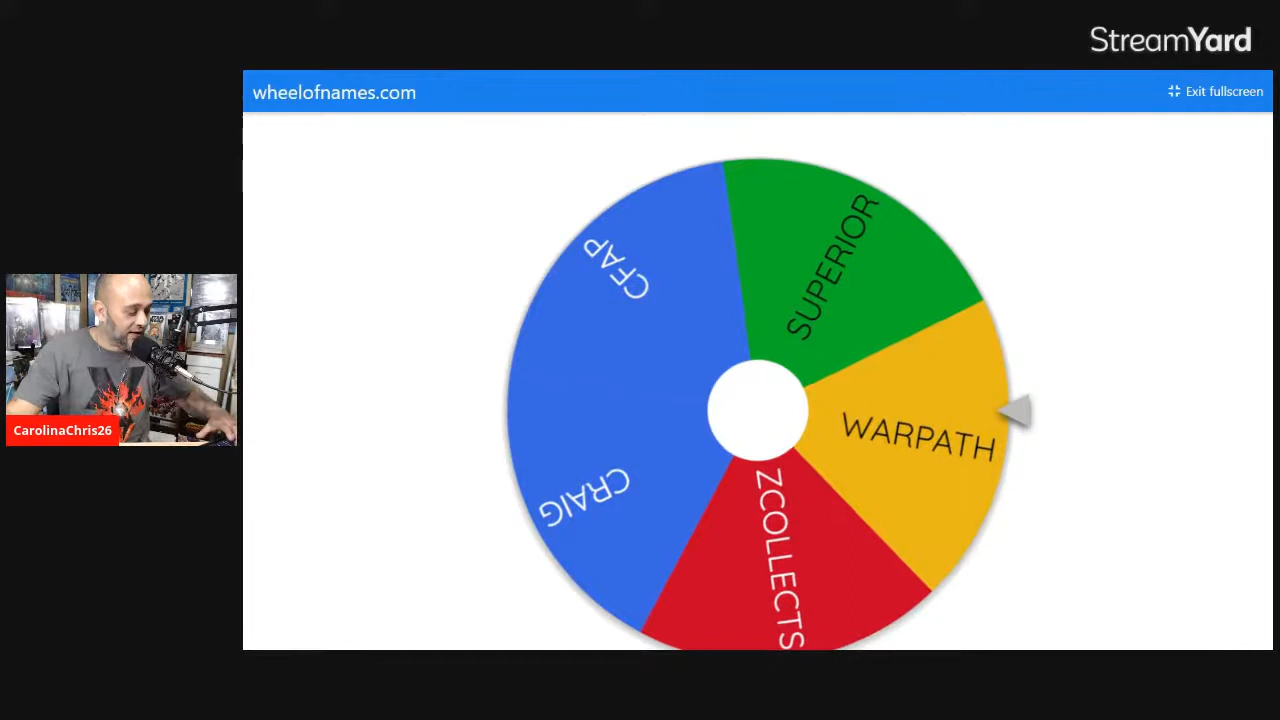 StreamYard
wheelofnames.com
Exit fullscreen
SUPERIOR
CFAP
WARPATH
CRAIG
ZCOLLECTS
CarolinaChris26